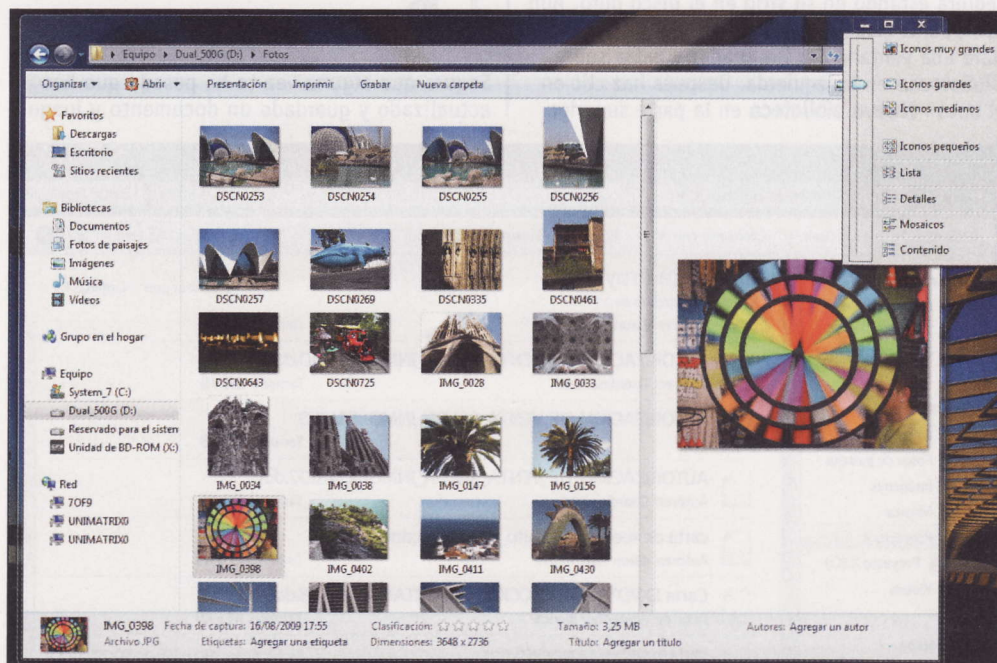 Equipo ▸ Dual_500G (D:) ▸ Fotos
Organizar Abrir Presentación Imprimir Grabar Nueva carpeta
Favoritos
Descargas
Escritorio
Sitios recientes
Bibliotecas
Documentos
Fotos de paisajes
Imágenes
Música
Vídeos
Grupo en el hogar
Equipo
System_7 (C:)
Dual_500G (D:)
Reservado para el sistem
Unidad de BD-ROM (X:)
Red
7OF9
UNIMATRIX0
UNIMATRIX0
DSCN0253 DSCN0254 DSCN0255 DSCN0256
DSCN0257 DSCN0269 DSCN0335 DSCN0461
DSCN0643 DSCN0725 IMG_0028 IMG_0033
IMG_0034 IMG_0038 IMG_0147 IMG_0156
IMG_0398 IMG_0402 IMG_0411 IMG_0430
Iconos muy grandes
Iconos grandes
Iconos medianos
Iconos pequeños
Lista
Detalles
Mosaicos
Contenido
IMG_0398 Fecha de captura: 16/08/2009 17:55 Clasificación: Tamaño: 3,25 MB Autores: Agregar un autor
Archivo JPG Etiquetas: Agregar una etiqueta Dimensiones: 3648 x 2736 Título: Agregar un título